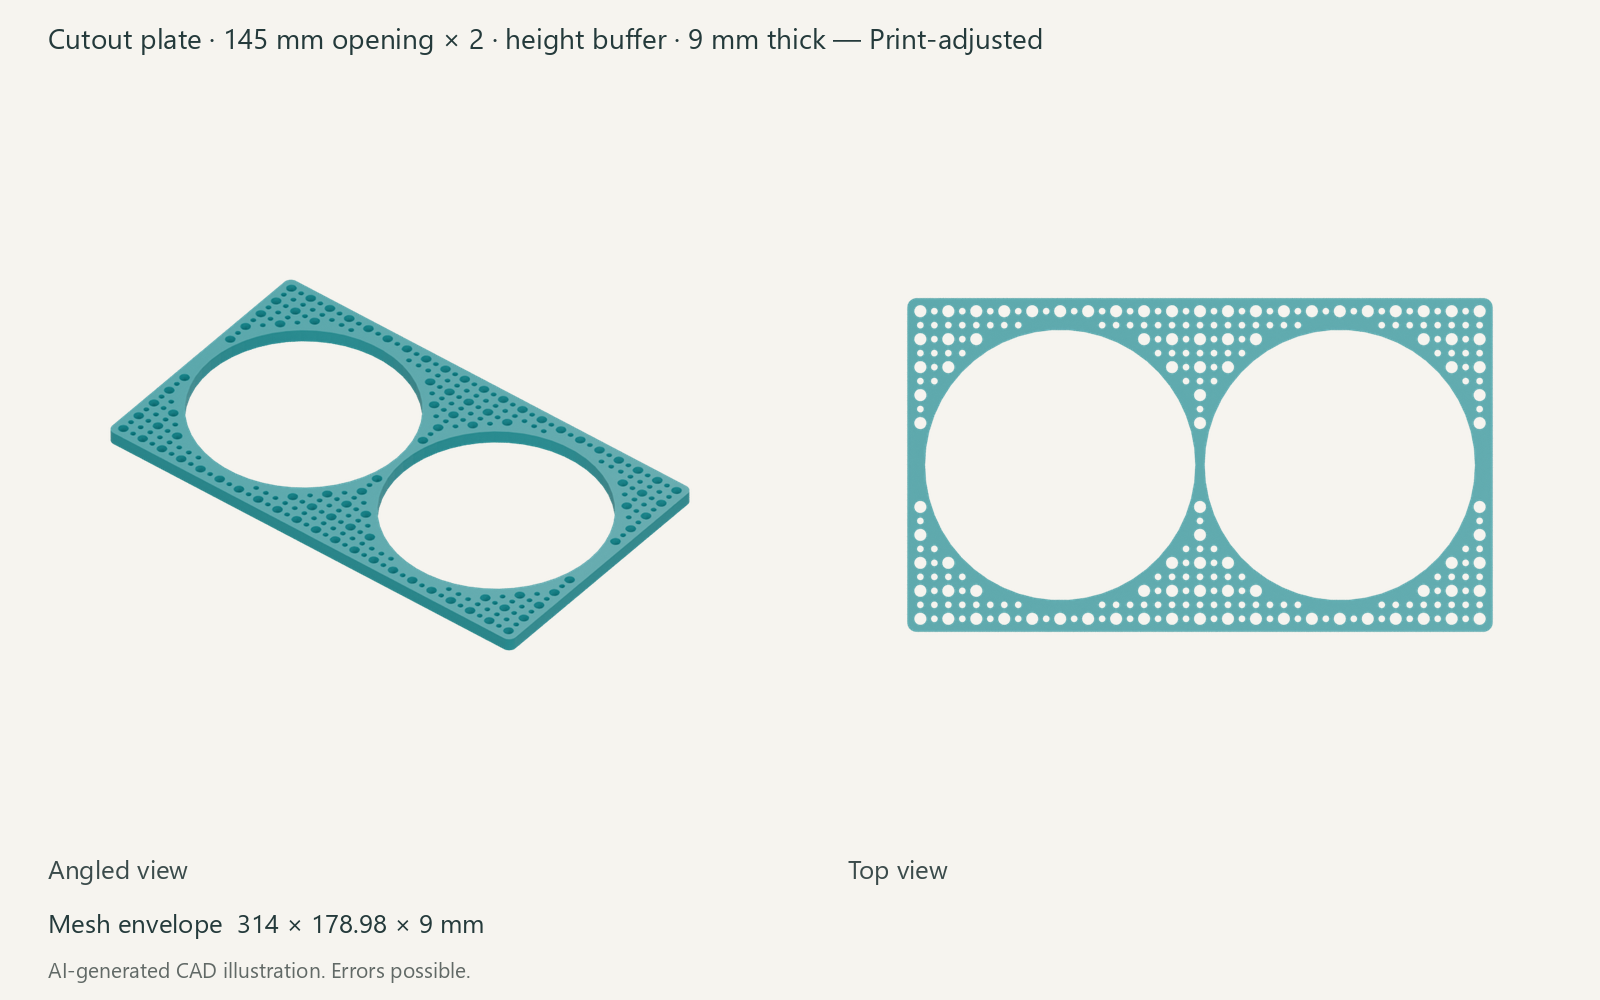 Cutout plate · 145 mm opening × 2 · height buffer · 9 mm thick — Print-adjusted
Angled view
Top view
Mesh envelope 314 × 178.98 × 9 mm
AI-generated CAD illustration. Errors possible.